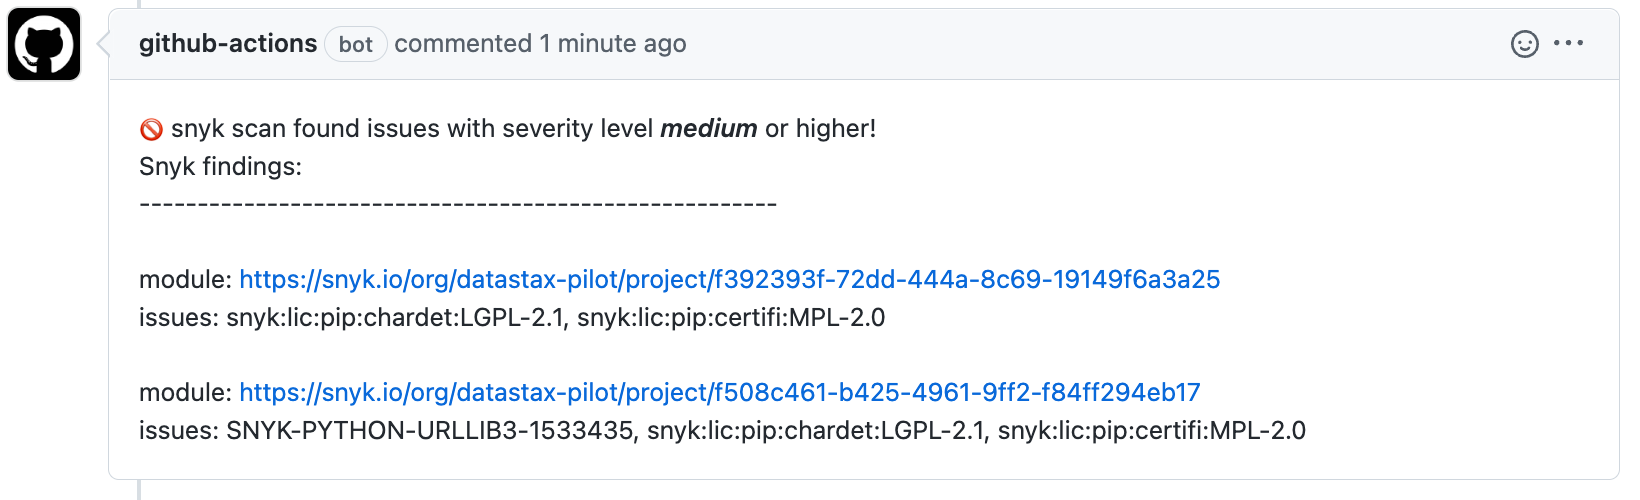 github-actions bot commented 1 minute ago
🚫 snyk scan found issues with severity level medium or higher!
Snyk findings:
-------------------------------------------------------
module: https://snyk.io/org/datastax-pilot/project/f392393f-72dd-444a-8c69-19149f6a3a25
issues: snyk:lic:pip:chardet:LGPL-2.1, snyk:lic:pip:certifi:MPL-2.0
module: https://snyk.io/org/datastax-pilot/project/f508c461-b425-4961-9ff2-f84ff294eb17
issues: SNYK-PYTHON-URLLIB3-1533435, snyk:lic:pip:chardet:LGPL-2.1, snyk:lic:pip:certifi:MPL-2.0